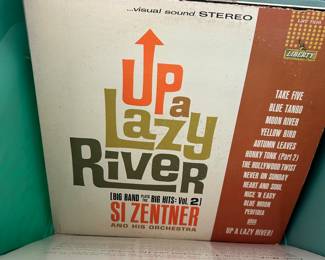 ...visual sound STEREO
LIBERTY
UP
a
Lazy
River
[BIG BAND PLAYS THE BIG HITS: VOL. 2]
SI ZENTNER
AND HIS ORCHESTRA
TAKE FIVE
BLUE TANGO
MOON RIVER
YELLOW BIRD
AUTUMN LEAVES
HONKY TONK (Part 2)
THE HOLLYWOOD TWIST
NEVER ON SUNDAY
HEART AND SOUL
NICE 'N EASY
BLUE MOON
PERFIDIA
UP A LAZY RIVER!